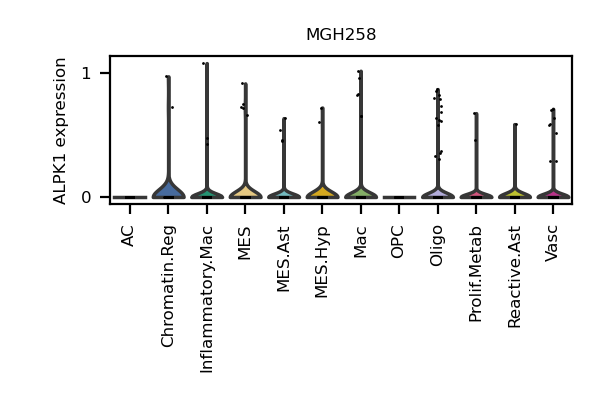 MGH258
ALPK1 expression
1
0
AC
Chromatin.Reg
Inflammatory.Mac
MES
MES.Ast
MES.Hyp
Mac
OPC
Oligo
Prolif.Metab
Reactive.Ast
Vasc